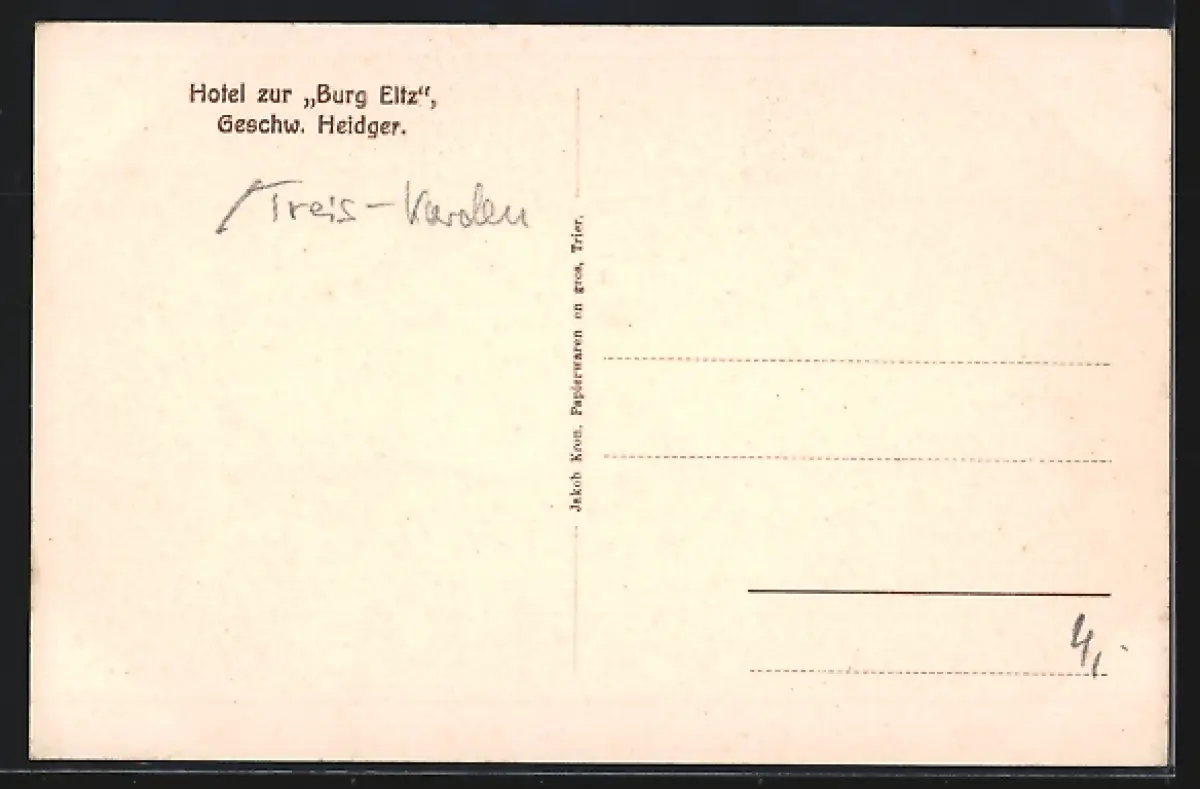 Hotel zur „Burg Eltz“,
Geschw. Heidger.
Treis-Karden
Jakob Kron, Papierwaren en gros, Trier.
4,-